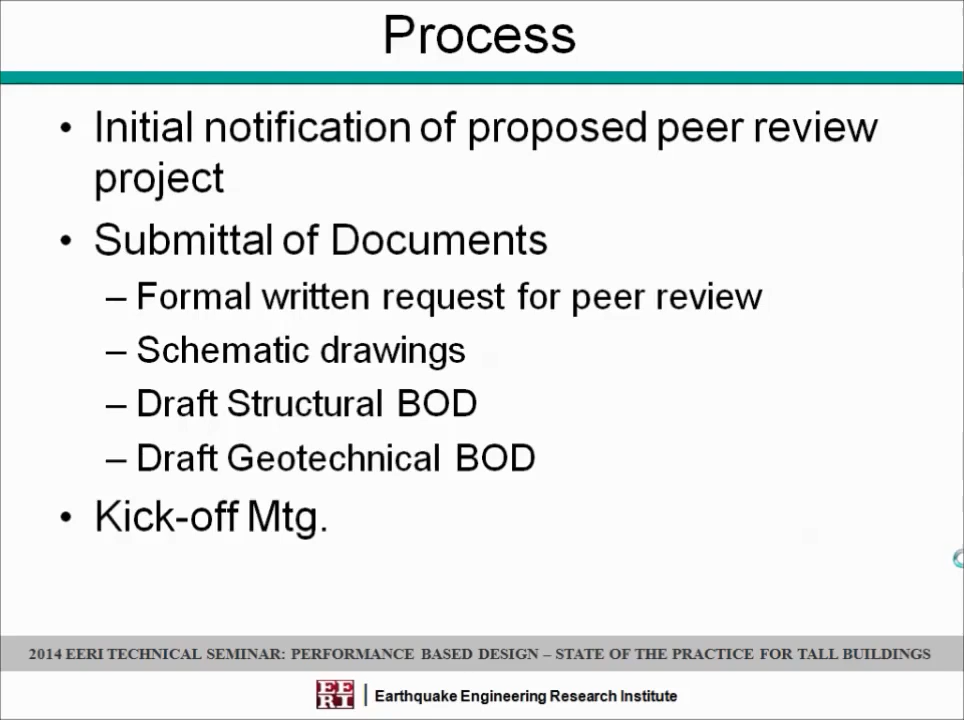 Process
• Initial notification of proposed peer review
project
• Submittal of Documents
– Formal written request for peer review
– Schematic drawings
– Draft Structural BOD
– Draft Geotechnical BOD
• Kick-off Mtg.
2014 EERI TECHNICAL SEMINAR: PERFORMANCE BASED DESIGN – STATE OF THE PRACTICE FOR TALL BUILDINGS
EERI | Earthquake Engineering Research Institute